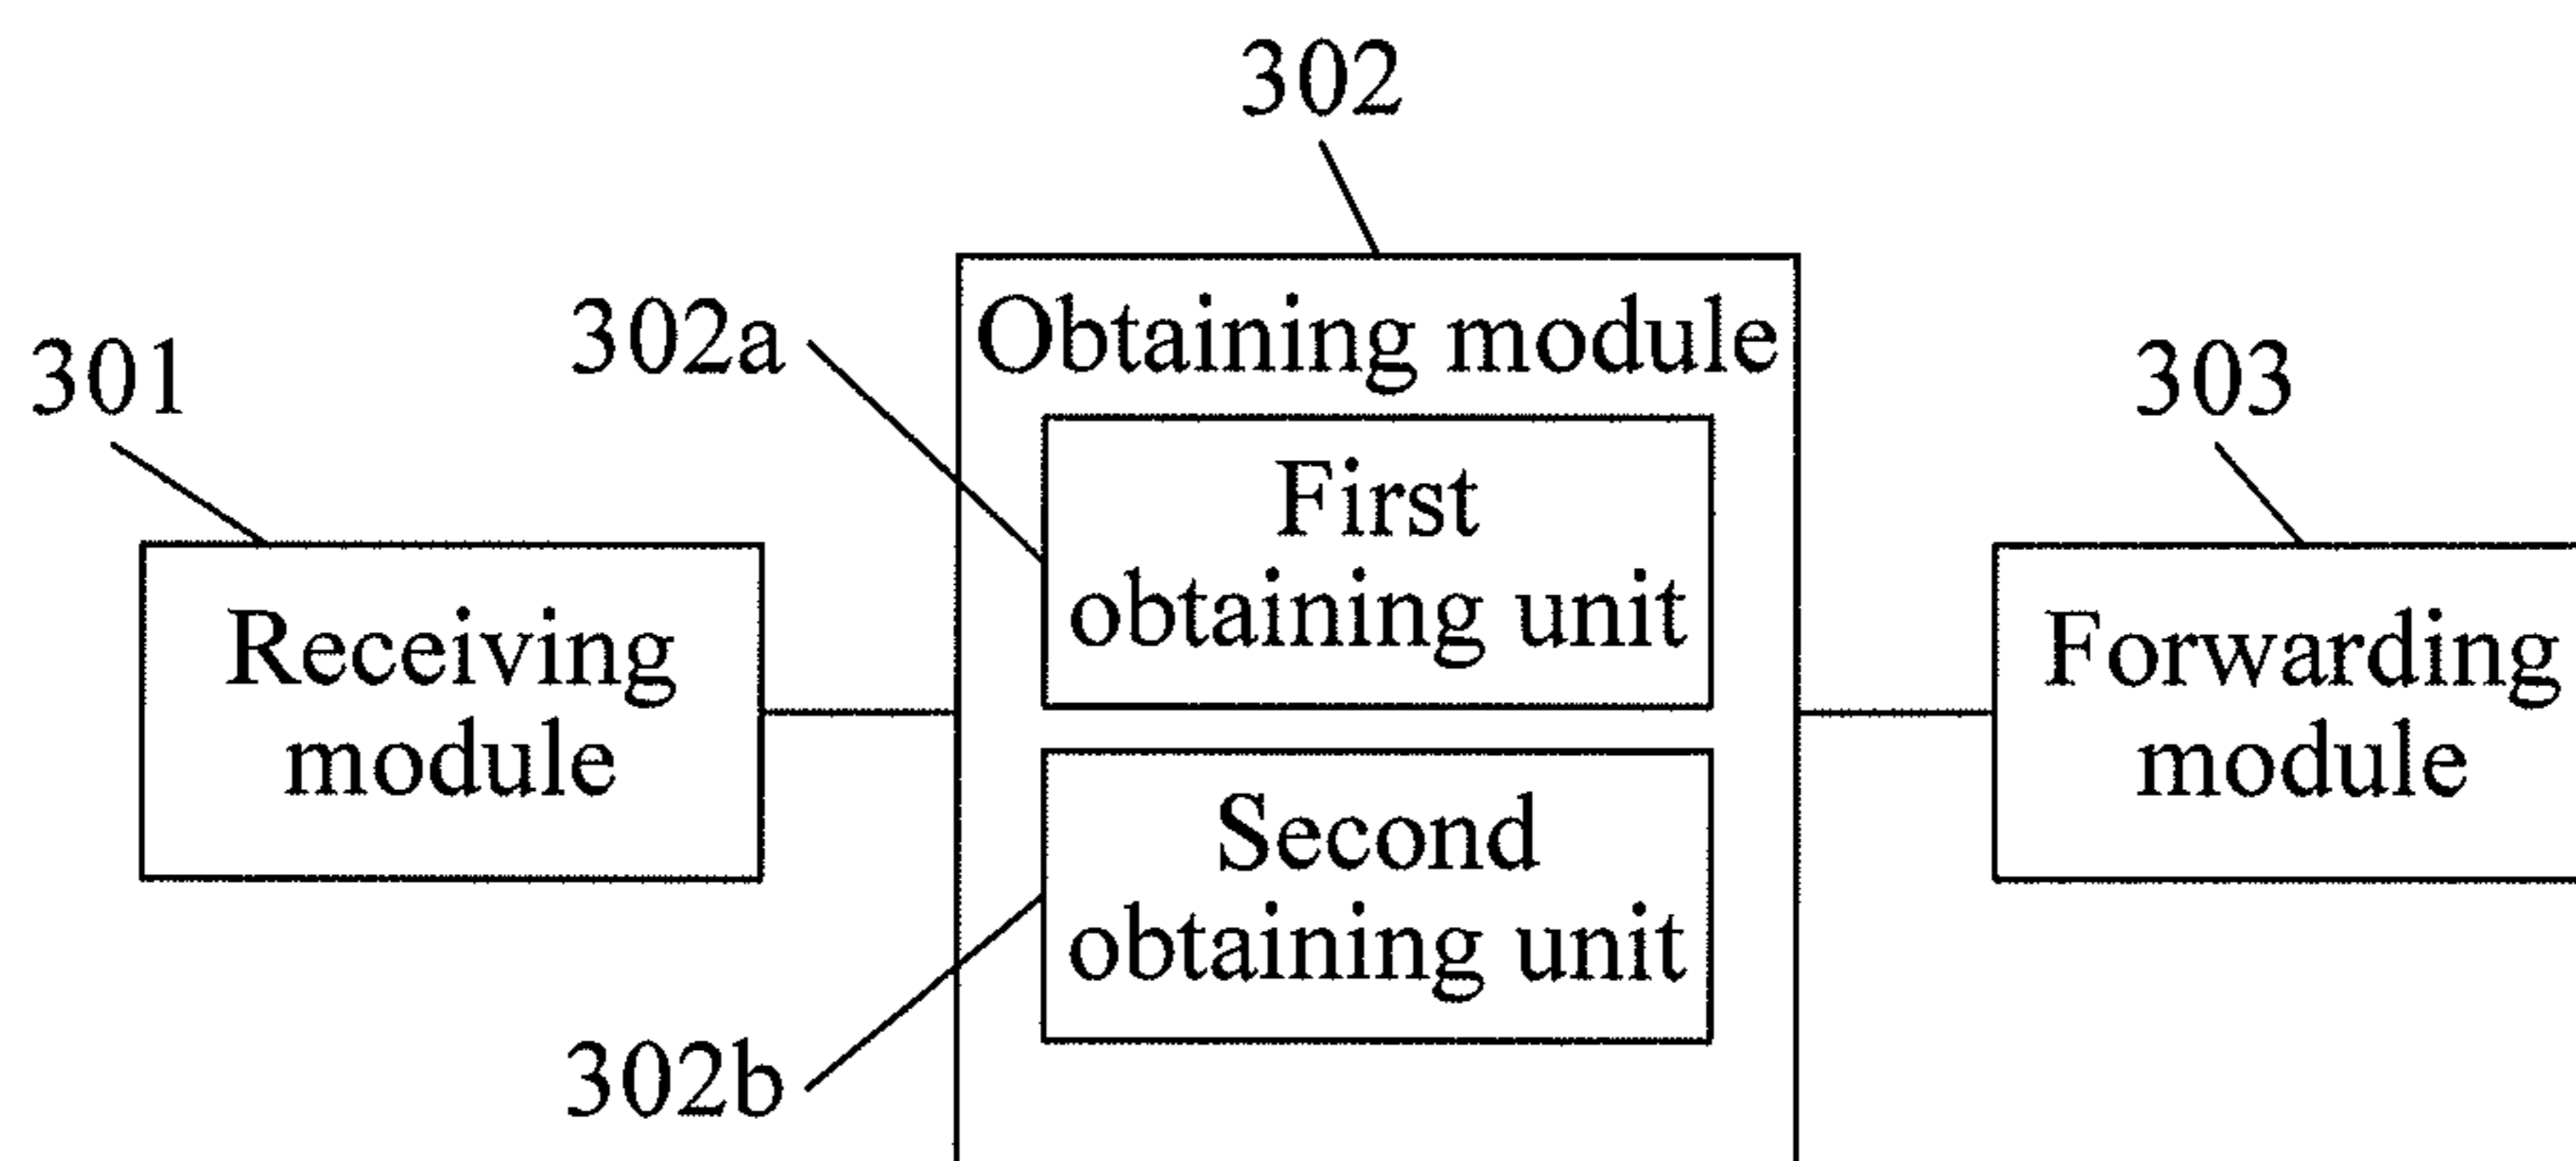 302
302a
Obtaining module
301
303
First
obtaining unit
Receiving
module
Forwarding
module
Second
obtaining unit
302b